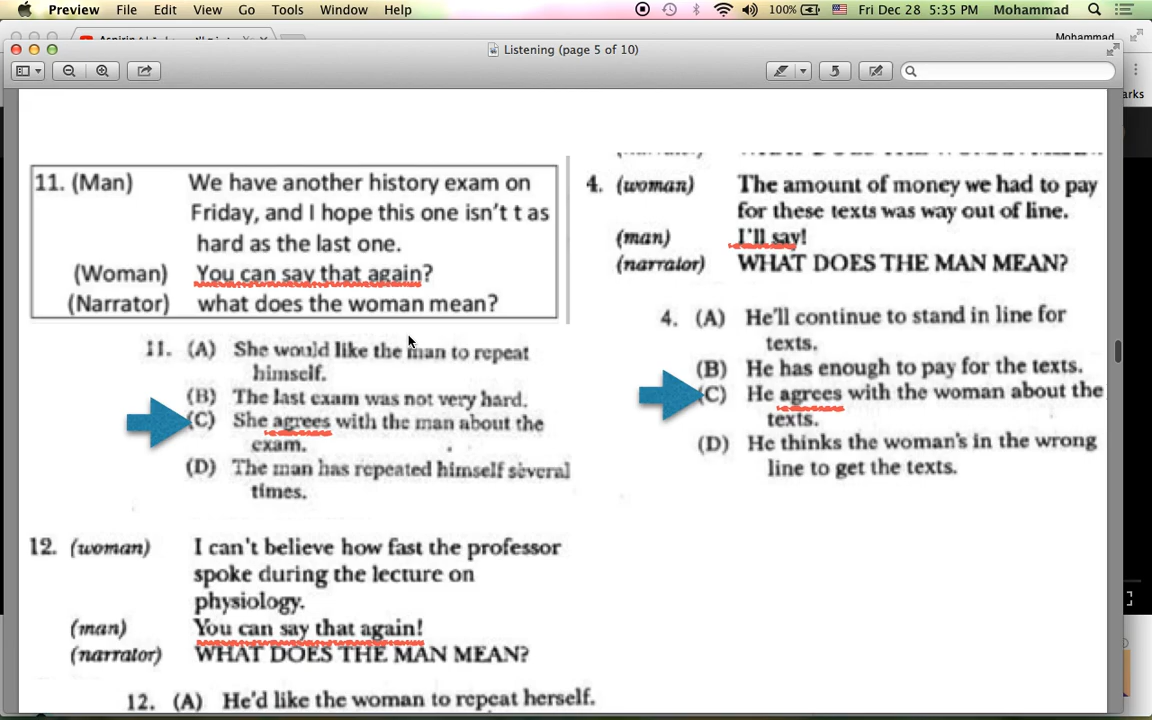 Preview File Edit View Go Tools Window Help 100% Fri Dec 28 5:35 PM Mohammad
Mohammad
Listening (page 5 of 10)
arks
11. (Man) We have another history exam on
Friday, and I hope this one isn't t as
hard as the last one.
(Woman) You can say that again?
(Narrator) what does the woman mean?
11. (A) She would like the man to repeat
himself.
(B) The last exam was not very hard.
(C) She agrees with the man about the
exam.
(D) The man has repeated himself several
times.
12. (woman) I can't believe how fast the professor
spoke during the lecture on
physiology.
(man) You can say that again!
(narrator) WHAT DOES THE MAN MEAN?
12. (A) He'd like the woman to repeat herself.
4. (woman) The amount of money we had to pay
for these texts was way out of line.
(man) I'll say!
(narrator) WHAT DOES THE MAN MEAN?
4. (A) He'll continue to stand in line for
texts.
(B) He has enough to pay for the texts.
(C) He agrees with the woman about the
texts.
(D) He thinks the woman's in the wrong
line to get the texts.